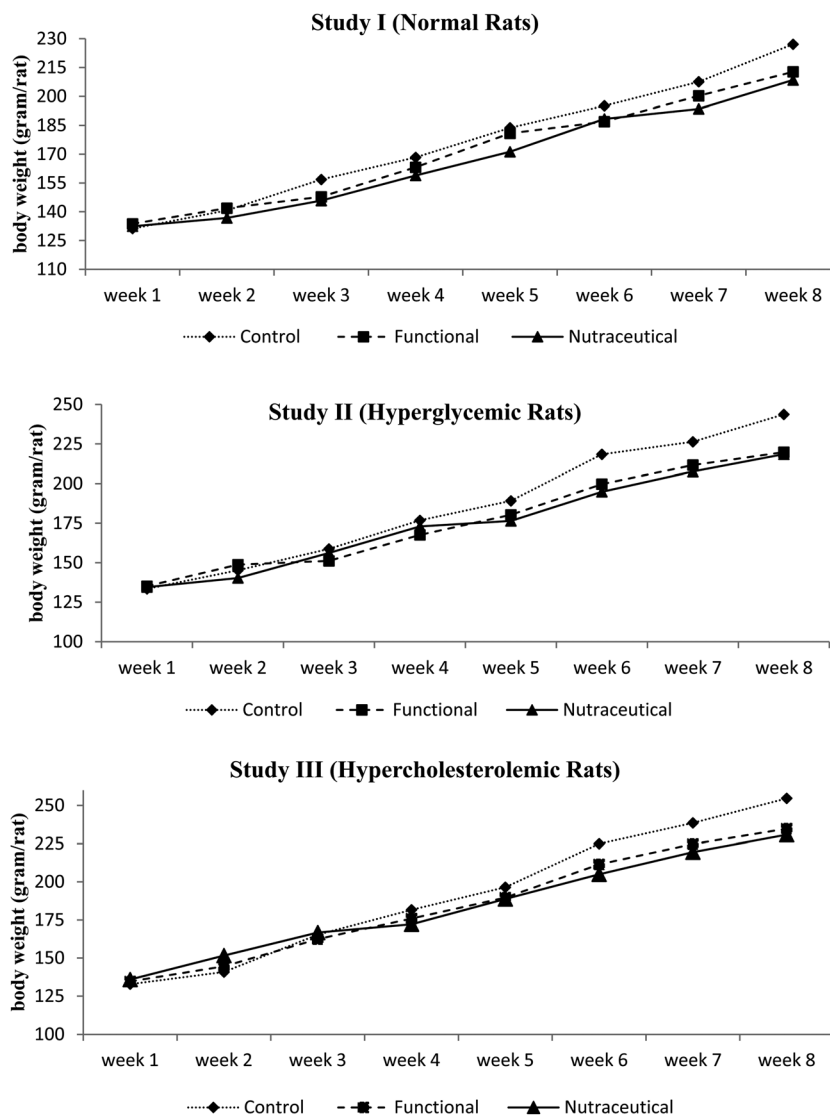 Study I (Normal Rats)
body weight (gram/rat)
230
215
200
185
170
155
140
125
110
week 1 week 2 week 3 week 4 week 5 week 6 week 7 week 8
Control Functional Nutraceutical
Study II (Hyperglycemic Rats)
body weight (gram/rat)
250
225
200
175
150
125
100
week 1 week 2 week 3 week 4 week 5 week 6 week 7 week 8
Control Functional Nutraceutical
Study III (Hypercholesterolemic Rats)
body weight (gram/rat)
250
225
200
175
150
125
100
week 1 week 2 week 3 week 4 week 5 week 6 week 7 week 8
Control Functional Nutraceutical